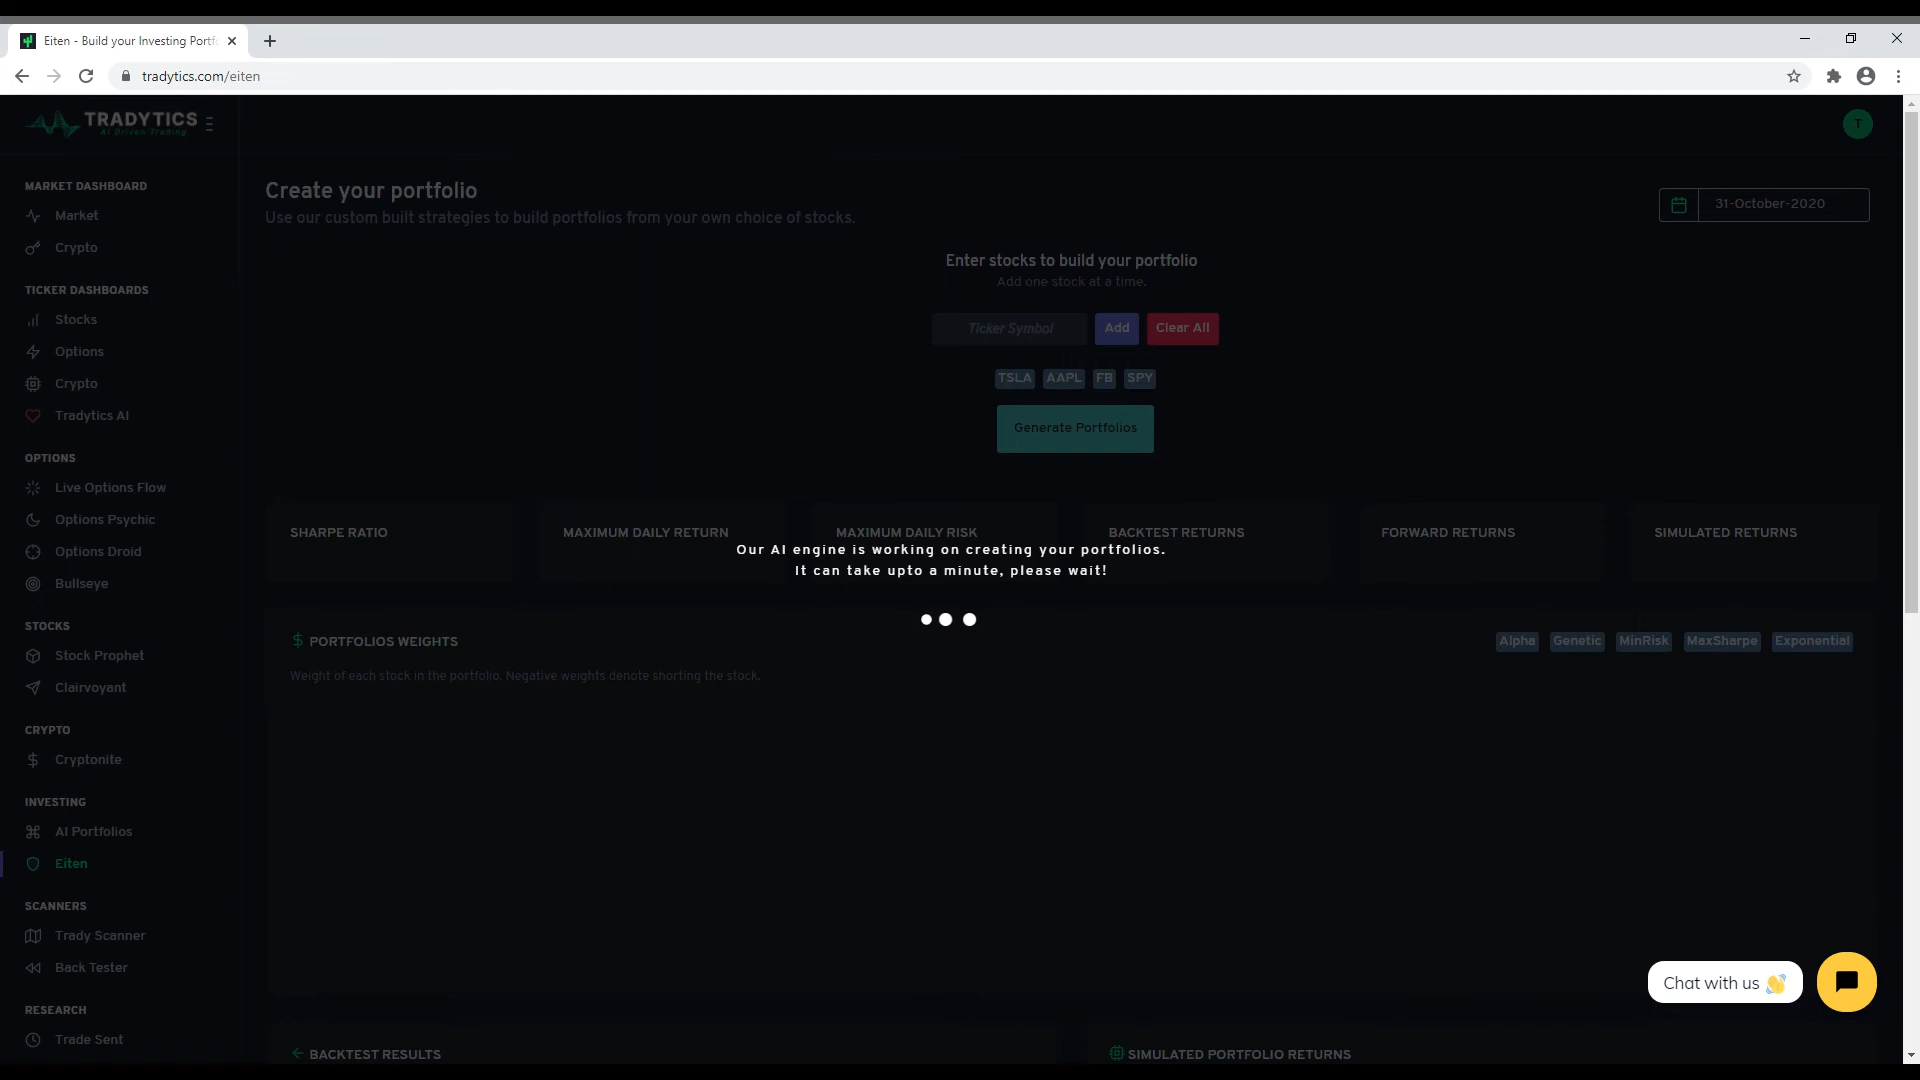 Eiten - Build your Investing Portf
tradytics.com/eiten
TRADYTICS
AI Driven Trading
T
MARKET DASHBOARD
Market
Crypto
TICKER DASHBOARDS
Stocks
Options
Crypto
Tradytics AI
OPTIONS
Live Options Flow
Options Psychic
Options Droid
Bullseye
STOCKS
Stock Prophet
Clairvoyant
CRYPTO
Cryptonite
INVESTING
AI Portfolios
Eiten
SCANNERS
Trady Scanner
Back Tester
RESEARCH
Trade Sent
Create your portfolio
Use our custom built strategies to build portfolios from your own choice of stocks.
31-October-2020
Enter stocks to build your portfolio
Add one stock at a time.
Ticker Symbol Add Clear All
TSLA AAPL FB SPY
Generate Portfolios
SHARPE RATIO MAXIMUM DAILY RETURN MAXIMUM DAILY RISK BACKTEST RETURNS FORWARD RETURNS SIMULATED RETURNS
Our AI engine is working on creating your portfolios.
It can take upto a minute, please wait!
$ PORTFOLIOS WEIGHTS Alpha Genetic MinRisk MaxSharpe Exponential
Weight of each stock in the portfolio. Negative weights denote shorting the stock.
Chat with us 👋
BACKTEST RESULTS SIMULATED PORTFOLIO RETURNS